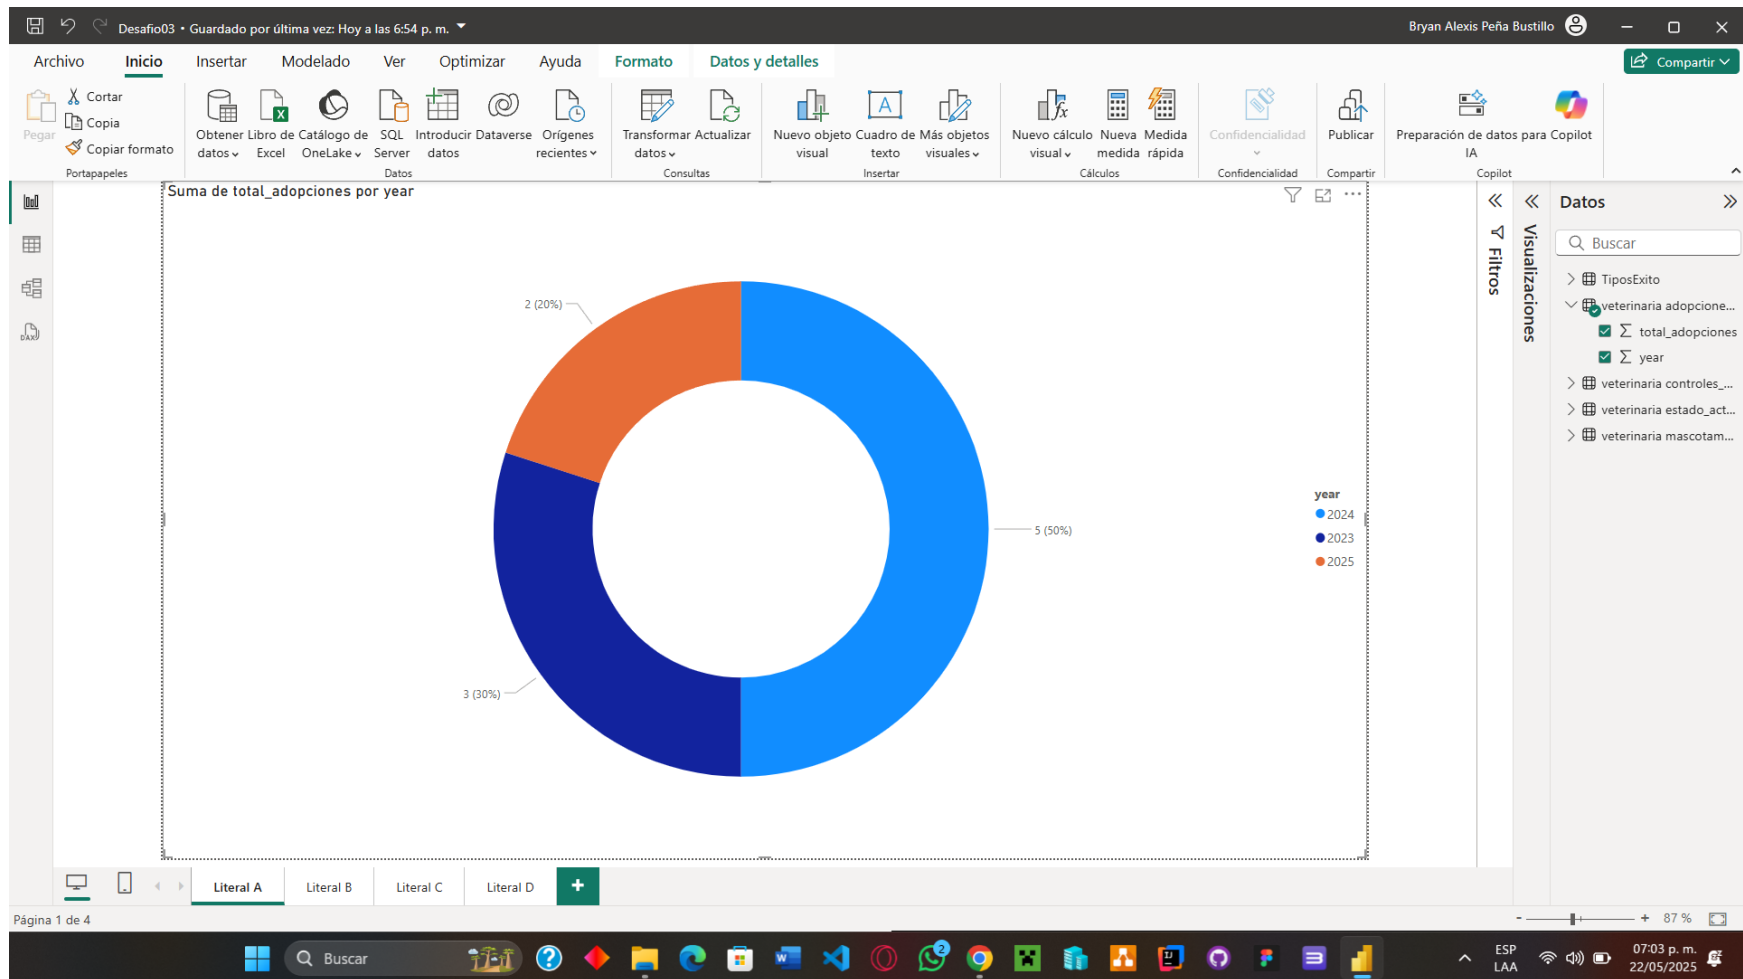 Desafio03 • Guardado por última vez: Hoy a las 6:54 p. m.
Bryan Alexis Peña Bustillo
Archivo
Inicio
Insertar
Modelado
Ver
Optimizar
Ayuda
Formato
Datos y detalles
Compartir
Pegar
Cortar
Copia
Copiar formato
Portapapeles
Obtener datos
Libro de Excel
Catálogo de OneLake
SQL Server
Introducir datos
Dataverse
Orígenes recientes
Datos
Transformar datos
Actualizar
Consultas
Nuevo objeto visual
Cuadro de texto
Más objetos visuales
Insertar
Nuevo cálculo visual
Nueva medida
Medida rápida
Cálculos
Confidencialidad
Confidencialidad
Publicar
Compartir
Preparación de datos para IA
Copilot
Copilot
Suma de total_adopciones por year
2 (20%)
5 (50%)
3 (30%)
year
2024
2023
2025
Filtros
Visualizaciones
Datos
Buscar
TiposExito
veterinaria adopcione...
total_adopciones
year
veterinaria controles_...
veterinaria estado_act...
veterinaria mascotam...
DAX
Literal A
Literal B
Literal C
Literal D
+
Página 1 de 4
- + 87 %
Buscar
2
ESP
LAA
07:03 p. m.
22/05/2025